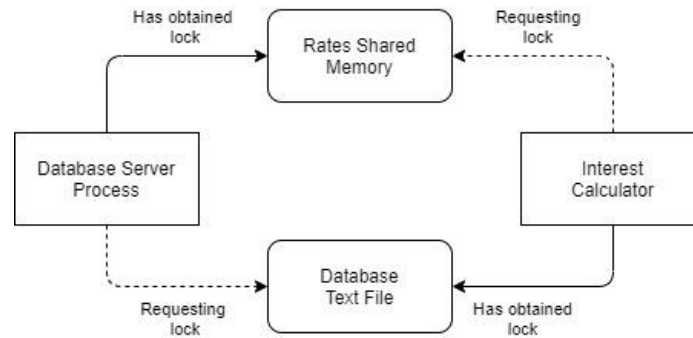 Has obtained
lock
Rates Shared
Memory
Requesting
lock
Database Server
Process
Interest
Calculator
Requesting
lock
Database
Text File
Has obtained
lock